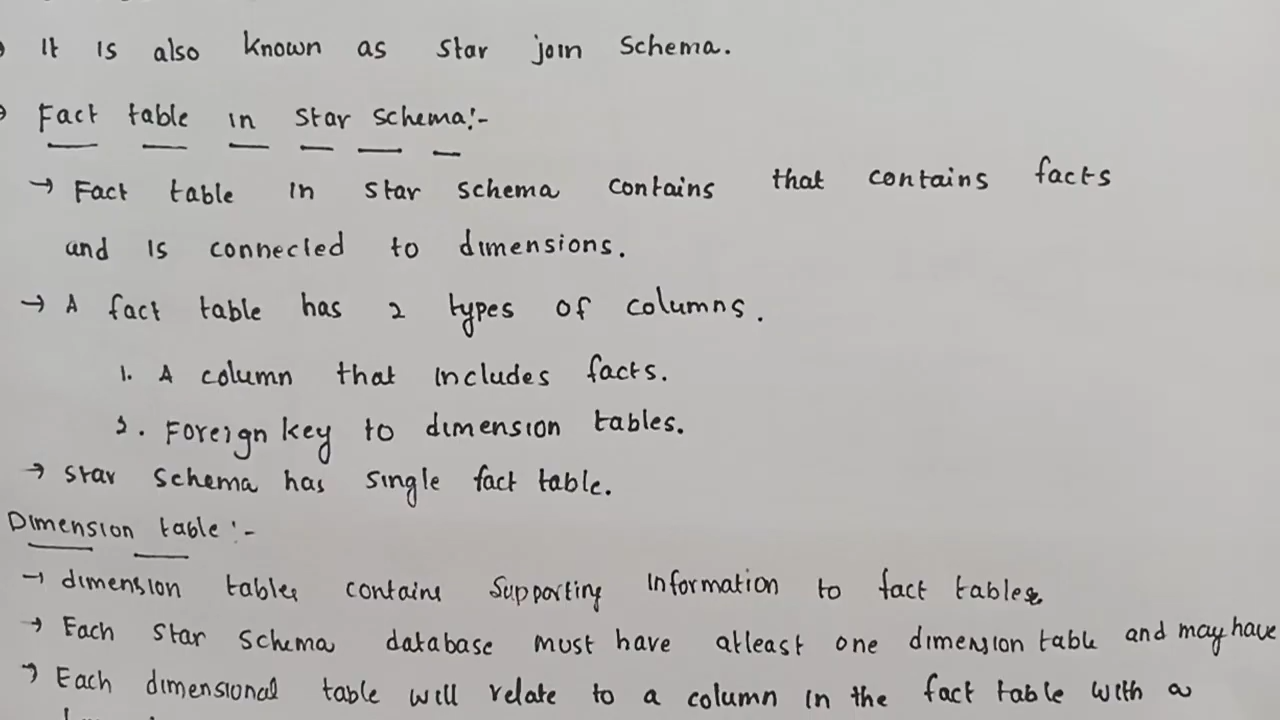 → It is also known as star join schema.
→ Fact table in star schema:-
→ Fact table in star schema contains that contains facts
and is connected to dimensions.
→ A fact table has 2 types of columns.
1. A column that includes facts.
2. Foreign key to dimension tables.
→ star schema has single fact table.
Dimension table:-
→ dimension tables contains supporting information to fact tables
→ Each star schema database must have atleast one dimension table and may have
→ Each dimensional table will relate to a column in the fact table with a